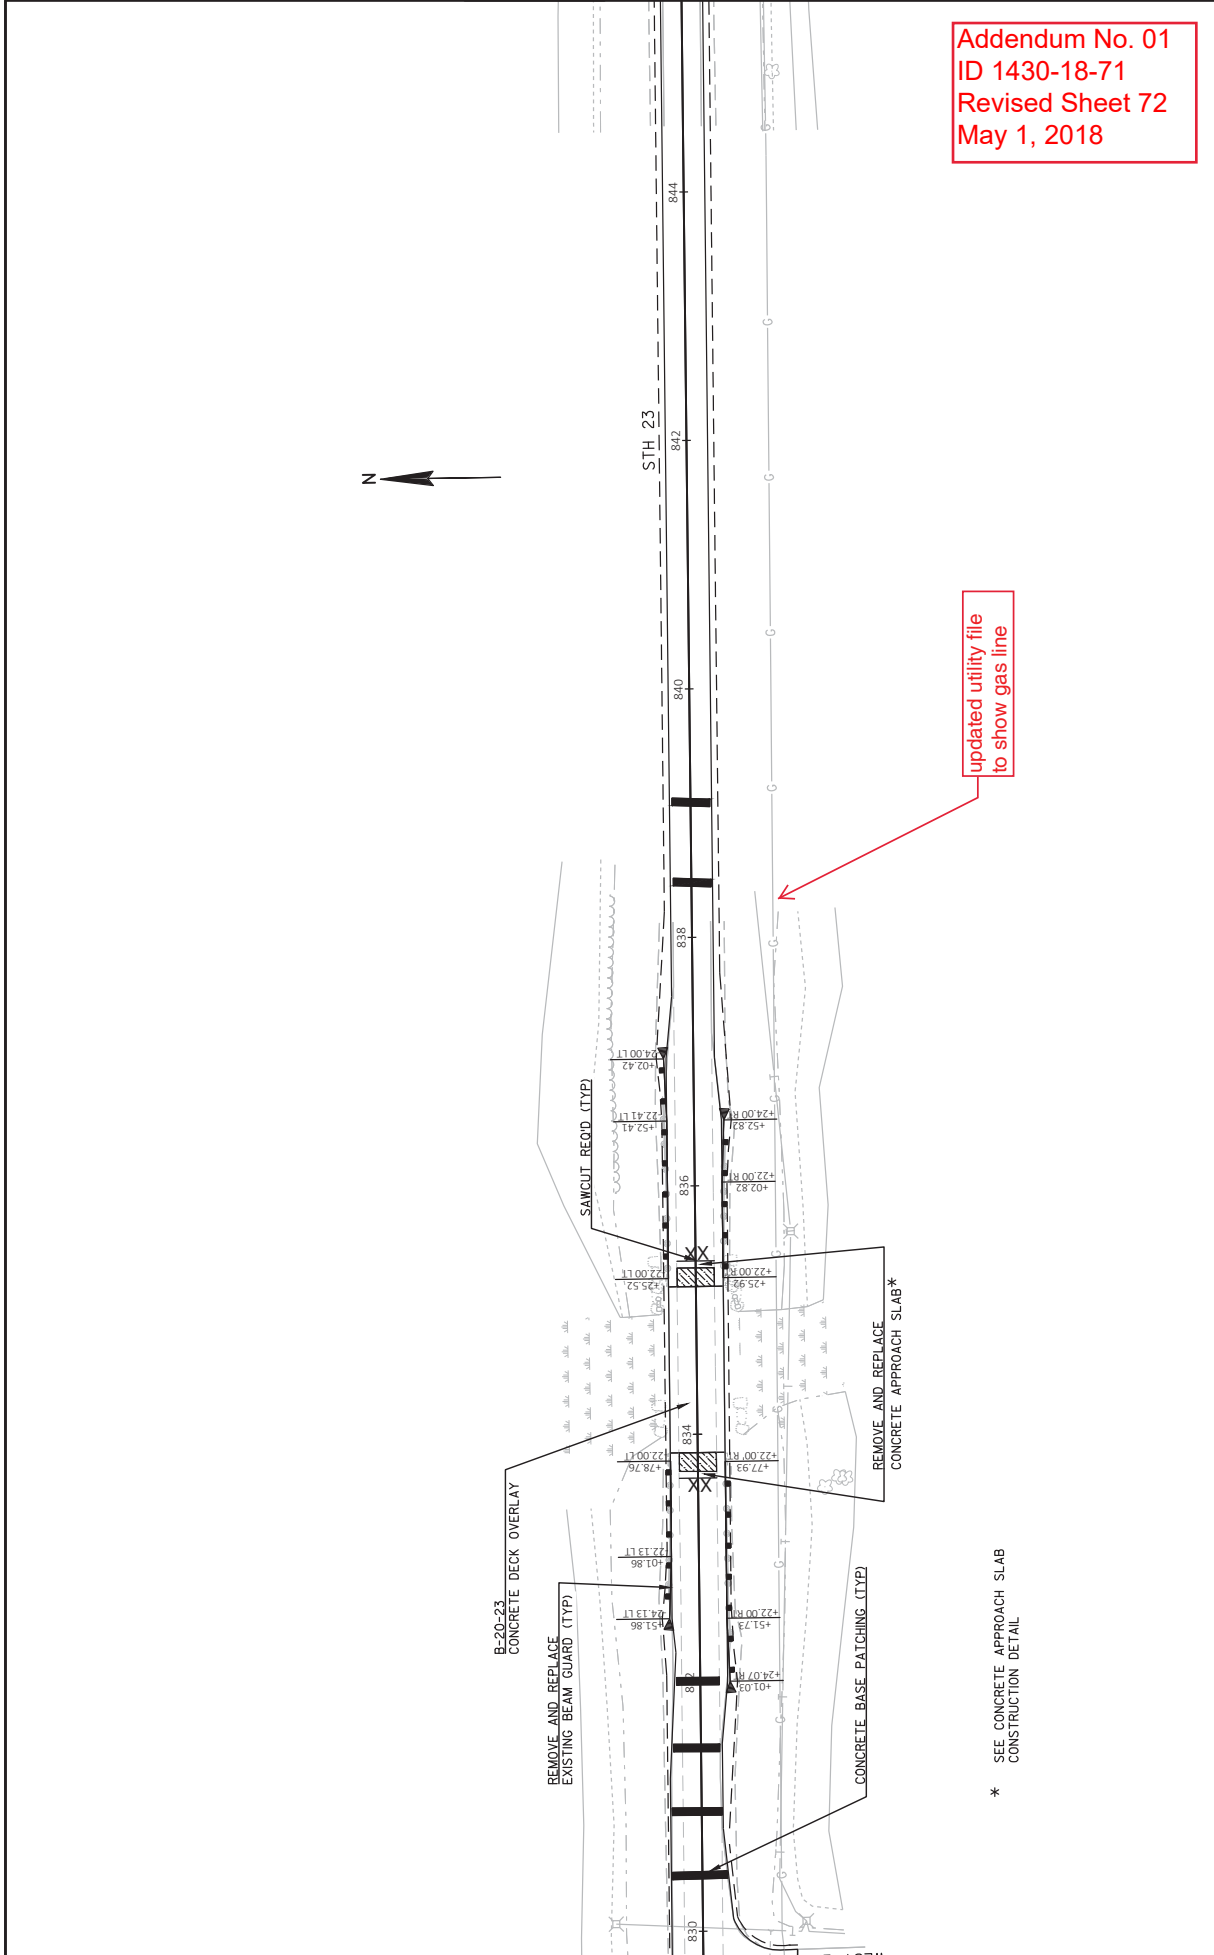 Addendum No. 01
ID 1430-18-71
Revised Sheet 72
May 1, 2018
844
G
G
STH 23
842
N
G
updated utility file
to show gas line
G
840
G
838
G
24.00 LT
+02.42
22.41 LT
+52.41
SAWCUT REQ'D (TYP)
+24.00 RT
+52.82
G
+22.00 RT
+02.82
836
XX
G
22.00 LT
+25.52
+22.00 RT
+25.92
REMOVE AND REPLACE
CONCRETE APPROACH SLAB*
T
G
834
22.00 LT
+78.76
+22.00' RT
+77.93
XX
B-20-23
CONCRETE DECK OVERLAY
T
G
22.13 LT
+01.86
24.13 LT
+51.86
+22.00 RT
+51.73
REMOVE AND REPLACE
EXISTING BEAM GUARD (TYP)
+24.07 RT
+01.03
832
T
G
CONCRETE BASE PATCHING (TYP)
* SEE CONCRETE APPROACH SLAB
CONSTRUCTION DETAIL
T
G
830